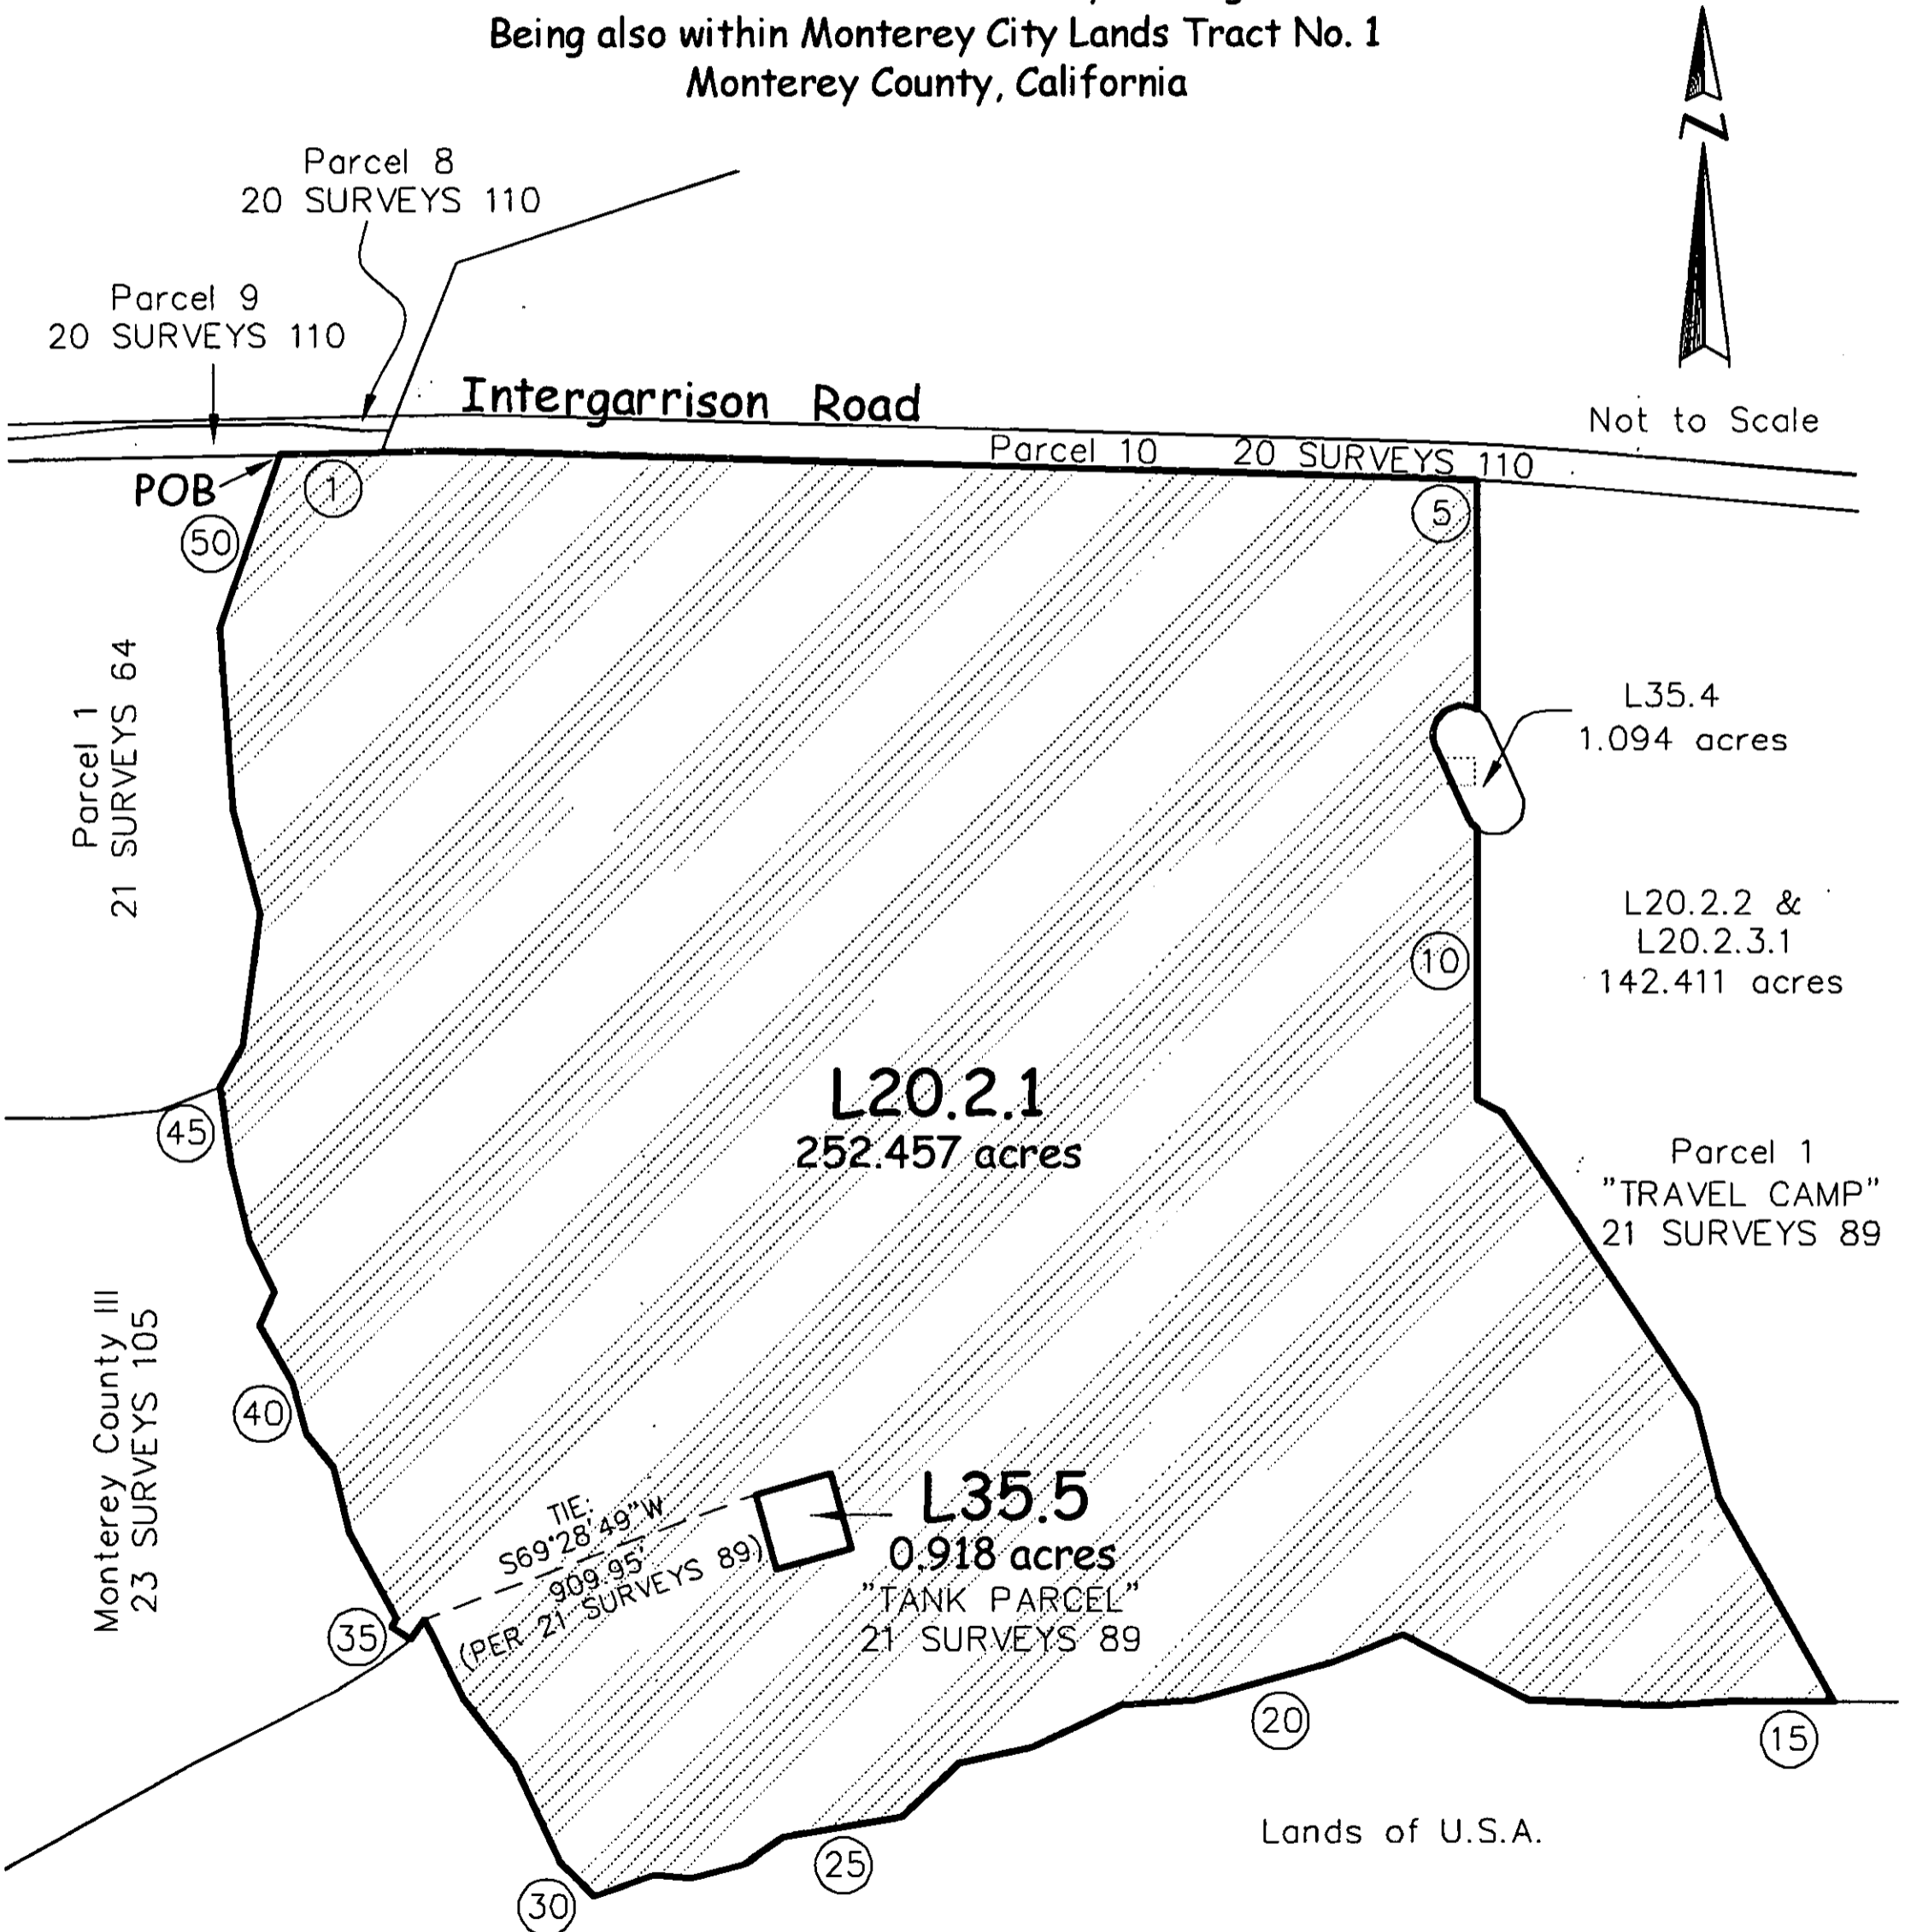 Being also within Monterey City Lands Tract No. 1
Monterey County, California
N
Not to Scale
Parcel 8
20 SURVEYS 110
Parcel 9
20 SURVEYS 110
Intergarrison Road
Parcel 10 20 SURVEYS 110
POB
1
5
50
Parcel 1
21 SURVEYS 64
L35.4
1.094 acres
10
L20.2.2 &
L20.2.3.1
142.411 acres
L20.2.1
252.457 acres
45
Parcel 1
"TRAVEL CAMP"
21 SURVEYS 89
Monterey County III
23 SURVEYS 105
40
TIE:
S69°28'49"W
909.95'
(PER 21 SURVEYS 89)
L35.5
0.918 acres
"TANK PARCEL"
21 SURVEYS 89
35
20
15
Lands of U.S.A.
25
30